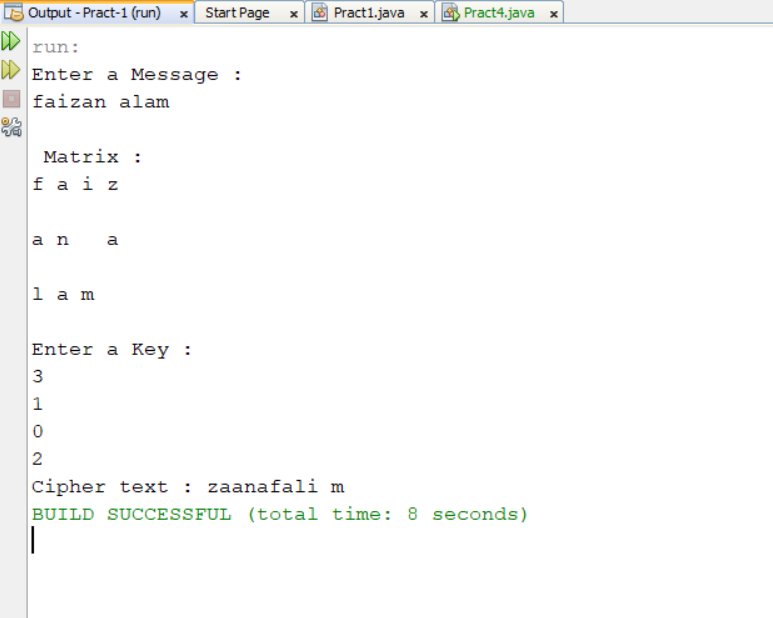 Output - Pract-1 (run) x Start Page x Pract1.java x Pract4.java x
run:
Enter a Message :
faizan alam
Matrix :
f a i z
a n   a
l a m
Enter a Key :
3
1
0
2
Cipher text : zaanafali m
BUILD SUCCESSFUL (total time: 8 seconds)